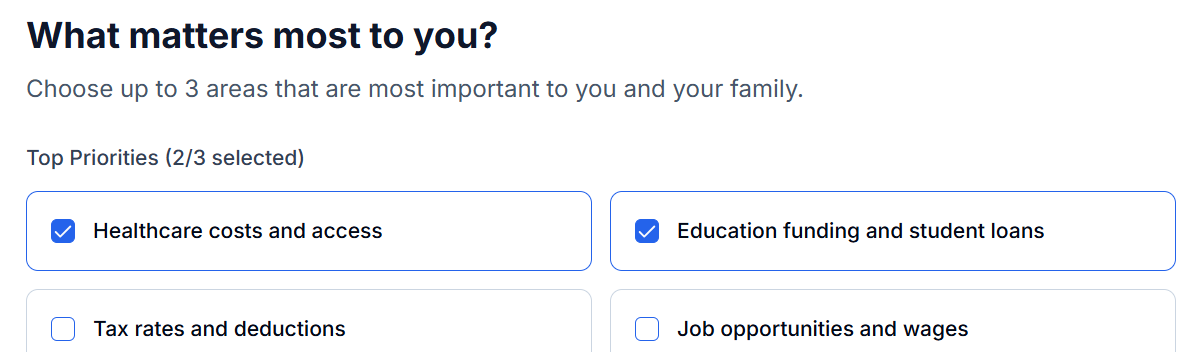 What matters most to you?
Choose up to 3 areas that are most important to you and your family.
Top Priorities (2/3 selected)
Healthcare costs and access
Education funding and student loans
Tax rates and deductions
Job opportunities and wages